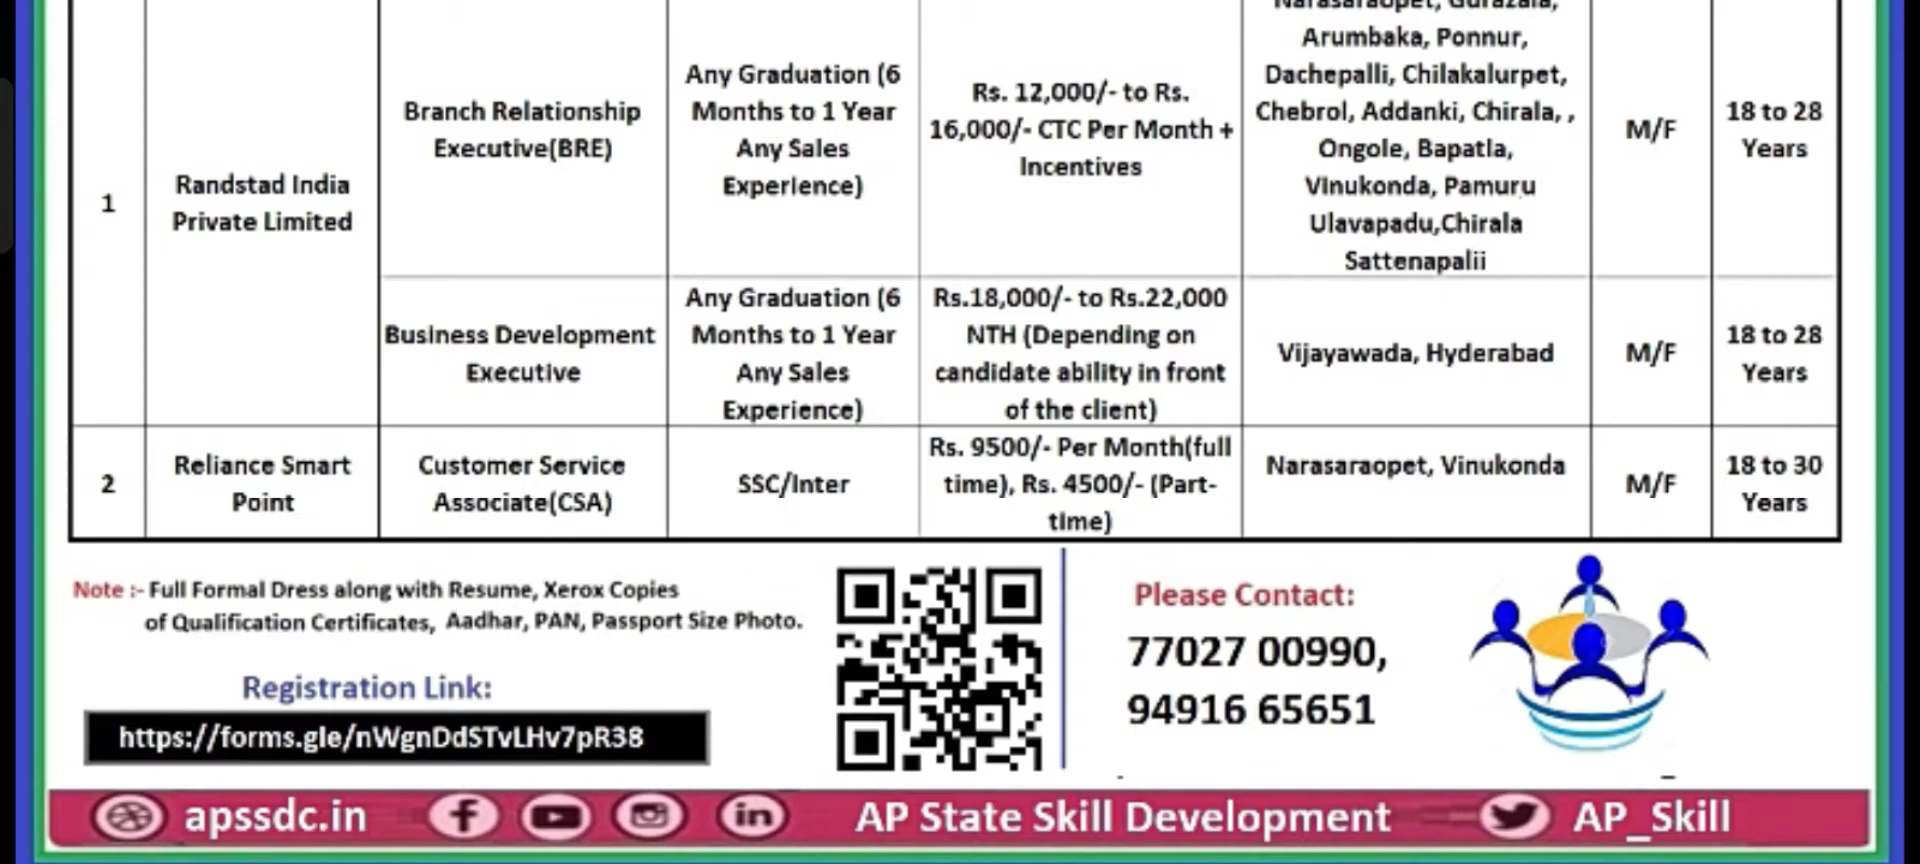 1
Randstad India
Private Limited
Branch Relationship
Executive(BRE)
Any Graduation (6
Months to 1 Year
Any Sales
Experience)
Rs. 12,000/- to Rs.
16,000/- CTC Per Month +
Incentives
Narasaraopet, Gurazala,
Arumbaka, Ponnur,
Dachepalli, Chilakalurpet,
Chebrol, Addanki, Chirala, ,
Ongole, Bapatla,
Vinukonda, Pamuru
Ulavapadu,Chirala
Sattenapalii
M/F
18 to 28
Years
Business Development
Executive
Any Graduation (6
Months to 1 Year
Any Sales
Experience)
Rs.18,000/- to Rs.22,000
NTH (Depending on
candidate ability in front
of the client)
Vijayawada, Hyderabad
M/F
18 to 28
Years
2
Reliance Smart
Point
Customer Service
Associate(CSA)
SSC/Inter
Rs. 9500/- Per Month(full
time), Rs. 4500/- (Part-
time)
Narasaraopet, Vinukonda
M/F
18 to 30
Years
Note :- Full Formal Dress along with Resume, Xerox Copies
of Qualification Certificates, Aadhar, PAN, Passport Size Photo.
Registration Link:
https://forms.gle/nWgnDdSTvLHv7pR38
Please Contact:
77027 00990,
94916 65651
apssdc.in
AP State Skill Development
AP_Skill